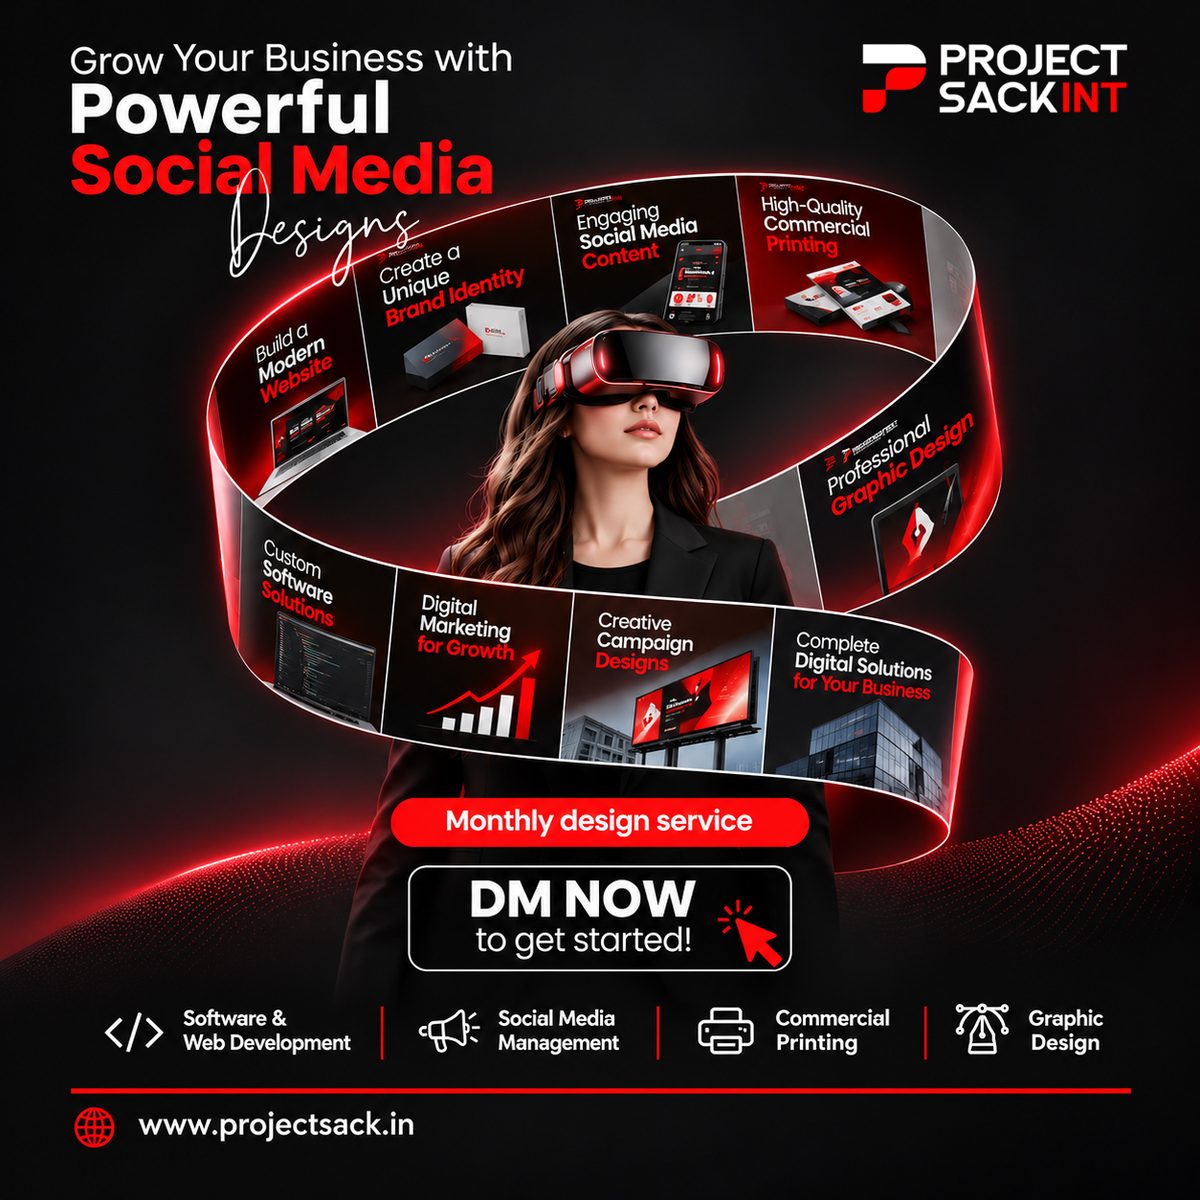 Grow Your Business with
Powerful
Social Media
Designs
PROJECT
SACKINT
Build a
Modern
Website
Create a
Unique
Brand Identity
Engaging
Social Media
Content
High-Quality
Commercial
Printing
Professional
Graphic Design
Custom
Software
Solutions
Digital
Marketing
for Growth
Creative
Campaign
Designs
Complete
Digital Solutions
for Your Business
Monthly design service
DM NOW
to get started!
Software &
Web Development
Social Media
Management
Commercial
Printing
Graphic
Design
www.projectsack.in